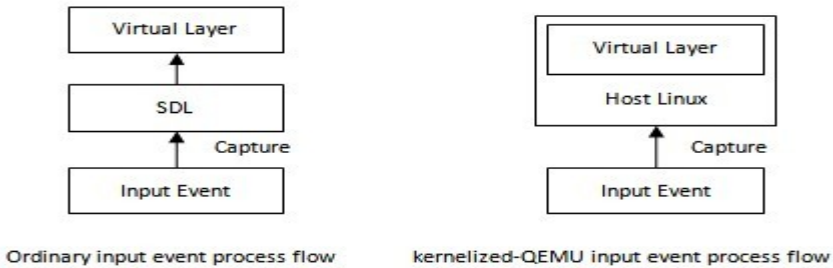 Virtual Layer
SDL
Capture
Input Event
Ordinary input event process flow
Virtual Layer
Host Linux
Capture
Input Event
kernelized-QEMU input event process flow